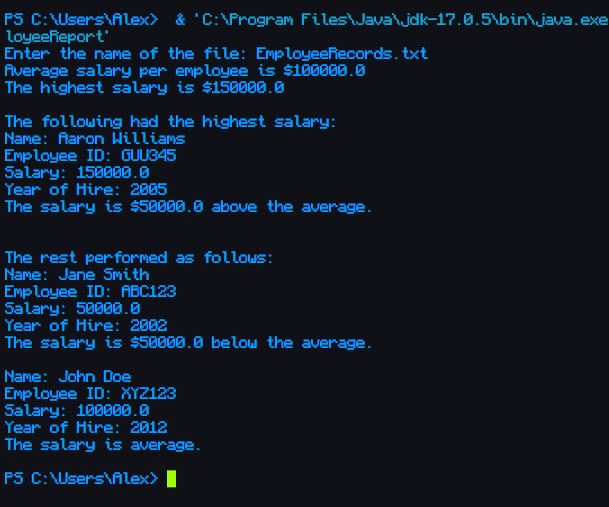 PS C:\Users\Alex>  & 'C:\Program Files\Java\jdk-17.0.5\bin\java.exe
loyeeReport'
Enter the name of the file: EmployeeRecords.txt
Average salary per employee is $100000.0
The highest salary is $150000.0
The following had the highest salary:
Name: Aaron Williams
Employee ID: GUU345
Salary: 150000.0
Year of Hire: 2005
The salary is $50000.0 above the average.
The rest performed as follows:
Name: Jane Smith
Employee ID: ABC123
Salary: 50000.0
Year of Hire: 2002
The salary is $50000.0 below the average.
Name: John Doe
Employee ID: XYZ123
Salary: 100000.0
Year of Hire: 2012
The salary is average.
PS C:\Users\Alex>